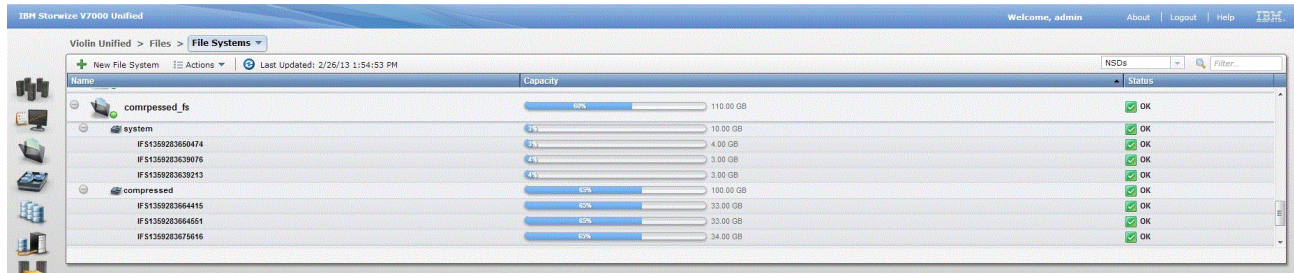 IBM Storwize V7000 Unified Welcome, admin About | Logout | Help IBM
Violin Unified > Files > File Systems
New File System Actions Last Updated: 2/26/13 1:54:53 PM NSDs Filter...
Name Capacity Status
comrpessed_fs 60% 110.00 GB OK
system 3% 10.00 GB OK
IFS1359283650474 3% 4.00 GB OK
IFS1359283639076 4% 3.00 GB OK
IFS1359283639213 4% 3.00 GB OK
compressed 65% 100.00 GB OK
IFS1359283664415 65% 33.00 GB OK
IFS1359283664551 65% 33.00 GB OK
IFS1359283675616 65% 34.00 GB OK